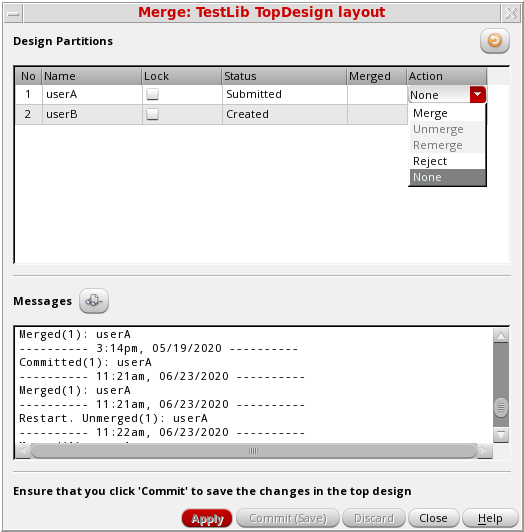 Merge: TestLib TopDesign layout
Design Partitions
No Name Lock Status Merged Action
1 userA Submitted None
2 userB Created
Merge
Unmerge
Remerge
Reject
None
Messages
Merged(1): userA
---------- 3:14pm, 05/19/2020 ----------
Committed(1): userA
---------- 11:21am, 06/23/2020 ----------
Merged(1): userA
---------- 11:21am, 06/23/2020 ----------
Restart. Unmerged(1): userA
---------- 11:22am, 06/23/2020 ----------
Ensure that you click 'Commit' to save the changes in the top design
Apply Commit (Save) Discard Close Help